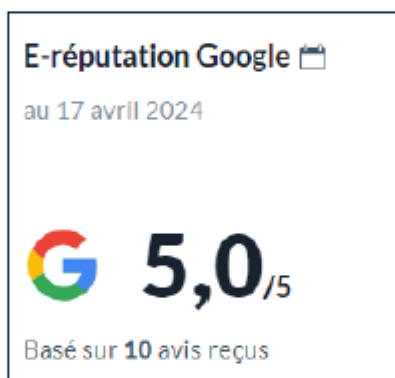 E-réputation Google
au 17 avril 2024
G 5,0/5
Basé sur 10 avis reçus